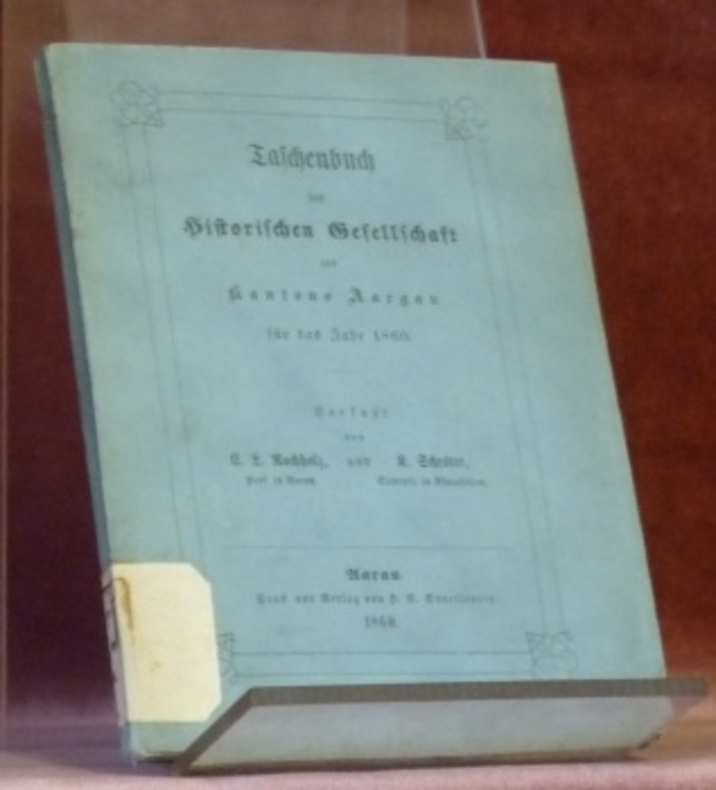 Taschenbuch
der
Historischen Gesellschaft
des
Kantons Aargau
für das Jahr 1860.
Verfaßt
von
E. L. Rochholz, und K. Schröter,
Prof. in Aarau.
Aarau
Druck und Verlag von H. R. Sauerländer.
1860.